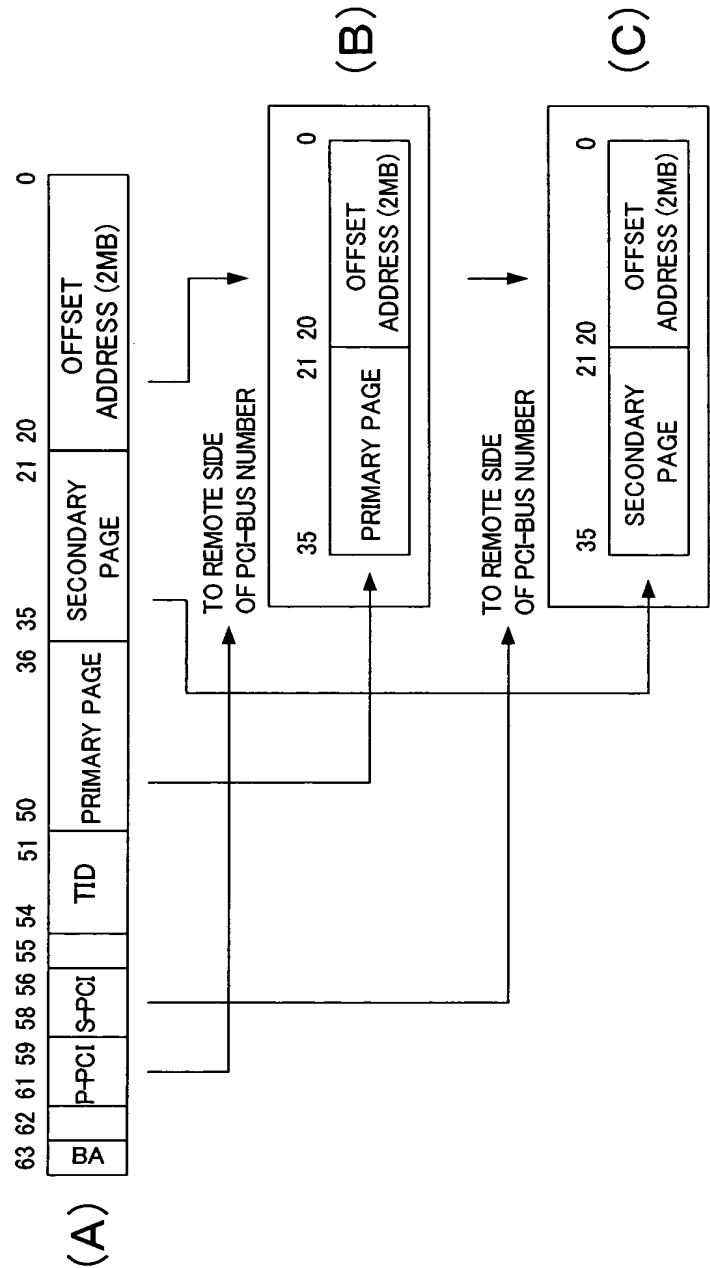 (A)
63 62 61 59 58 56 55 54 51 50 36 35 21 20 0
BA P-PCI S-PCI TID PRIMARY PAGE SECONDARY
PAGE OFFSET
ADDRESS (2MB)
TO REMOTE SIDE
OF PCI-BUS NUMBER
(B)
35 21 20 0
PRIMARY PAGE OFFSET
ADDRESS (2MB)
TO REMOTE SIDE
OF PCI-BUS NUMBER
(C)
35 21 20 0
SECONDARY
PAGE OFFSET
ADDRESS (2MB)